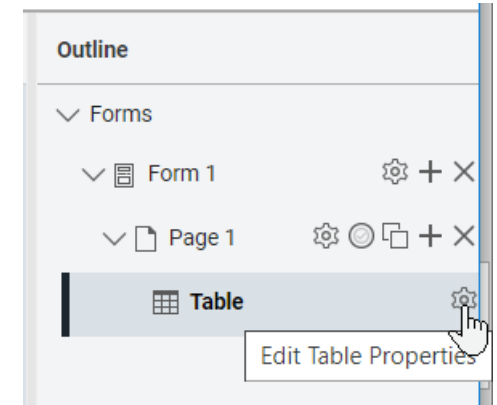 Outline
Forms
Form 1
Page 1
Table
Edit Table Properties